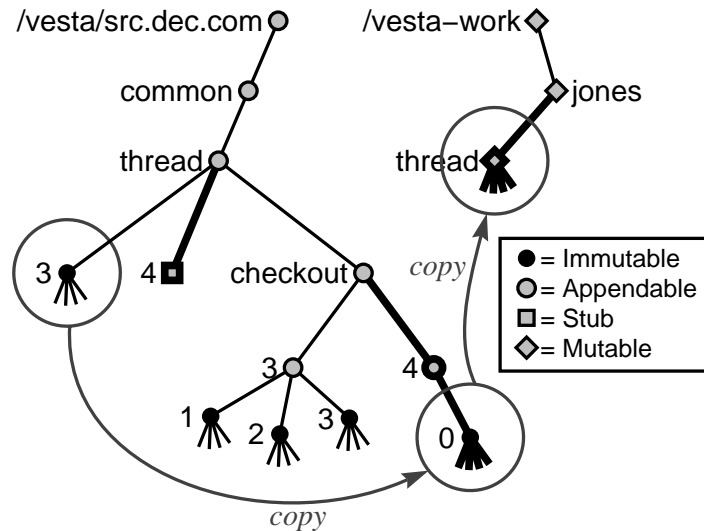 /vesta/src.dec.com
/vesta-work
common
jones
thread
thread
3
4
checkout
copy
= Immutable
= Appendable
= Stub
= Mutable
3
4
1
2
3
0
copy